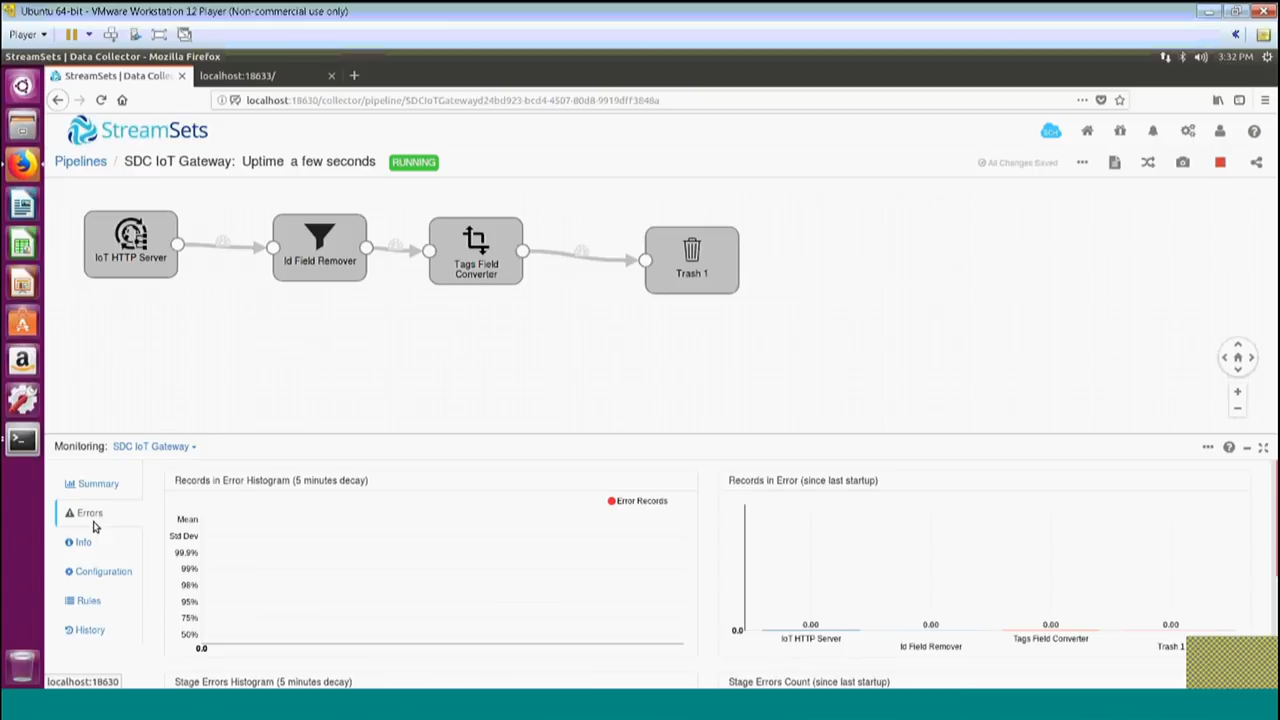 Ubuntu 64-bit - VMware Workstation 12 Player (Non-commercial use only)
Player
StreamSets | Data Collector - Mozilla Firefox
3:32 PM
StreamSets | Data Colle
localhost:18633/
localhost:18630/collector/pipeline/SDCIoTGatewayd24bd923-bcd4-4507-80d8-9919dff3848a
StreamSets
SCH
Pipelines / SDC IoT Gateway: Uptime a few seconds RUNNING
All Changes Saved
IoT HTTP Server
Id Field Remover
Tags Field
Converter
Trash 1
Monitoring: SDC IoT Gateway
Summary
Errors
Info
Configuration
Rules
History
Records in Error Histogram (5 minutes decay)
Error Records
Mean
Std Dev
99.9%
99%
98%
95%
75%
50%
0.0
Records in Error (since last startup)
0.0
0.00
0.00
0.00
0.00
IoT HTTP Server
Id Field Remover
Tags Field Converter
Trash 1
Stage Errors Histogram (5 minutes decay)
Stage Errors Count (since last startup)
localhost:18630